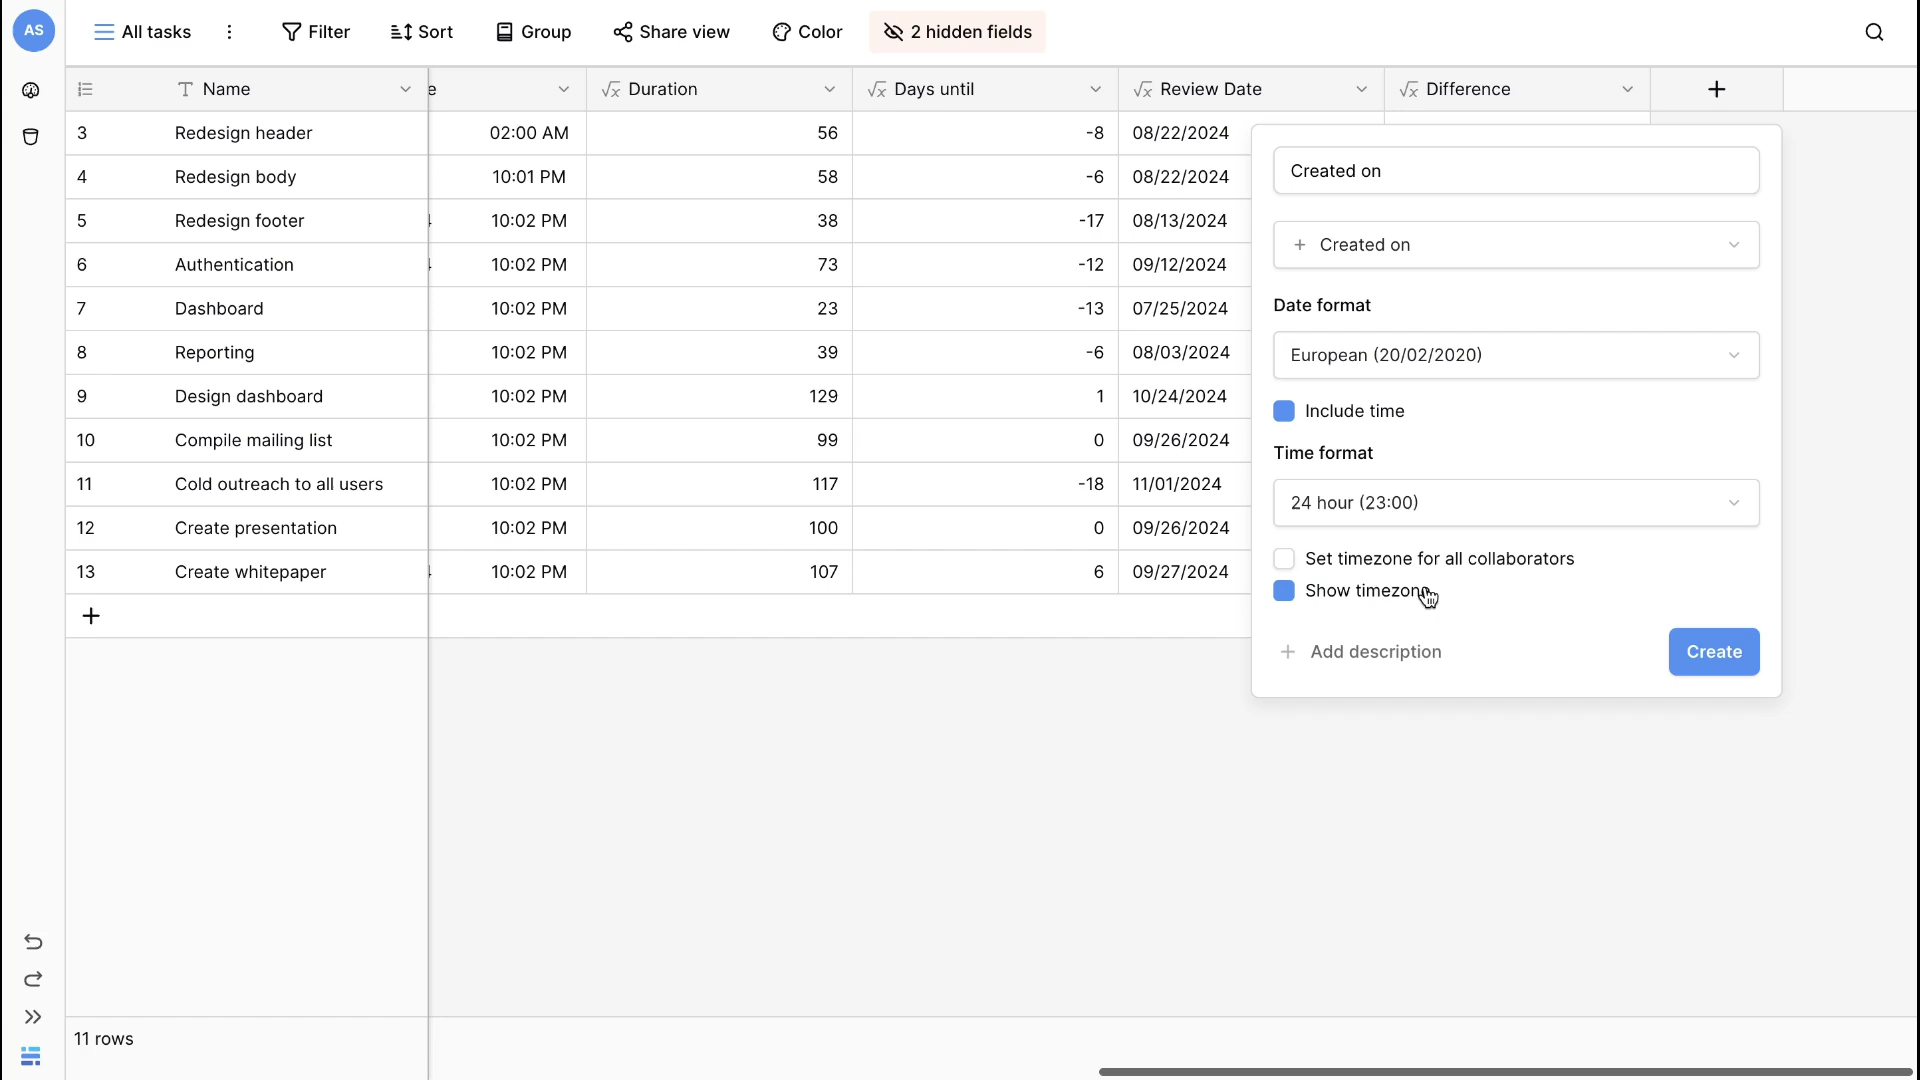 AS
All tasks Filter Sort Group Share view Color 2 hidden fields
Name e Duration Days until Review Date Difference
3 Redesign header 02:00 AM 56 -8 08/22/2024
4 Redesign body 10:01 PM 58 -6 08/22/2024
5 Redesign footer 10:02 PM 38 -17 08/13/2024
6 Authentication 10:02 PM 73 -12 09/12/2024
7 Dashboard 10:02 PM 23 -13 07/25/2024
8 Reporting 10:02 PM 39 -6 08/03/2024
9 Design dashboard 10:02 PM 129 1 10/24/2024
10 Compile mailing list 10:02 PM 99 0 09/26/2024
11 Cold outreach to all users 10:02 PM 117 -18 11/01/2024
12 Create presentation 10:02 PM 100 0 09/26/2024
13 Create whitepaper 10:02 PM 107 6 09/27/2024
11 rows
Created on
Created on
Date format
European (20/02/2020)
Include time
Time format
24 hour (23:00)
Set timezone for all collaborators
Show timezone
Add description
Create